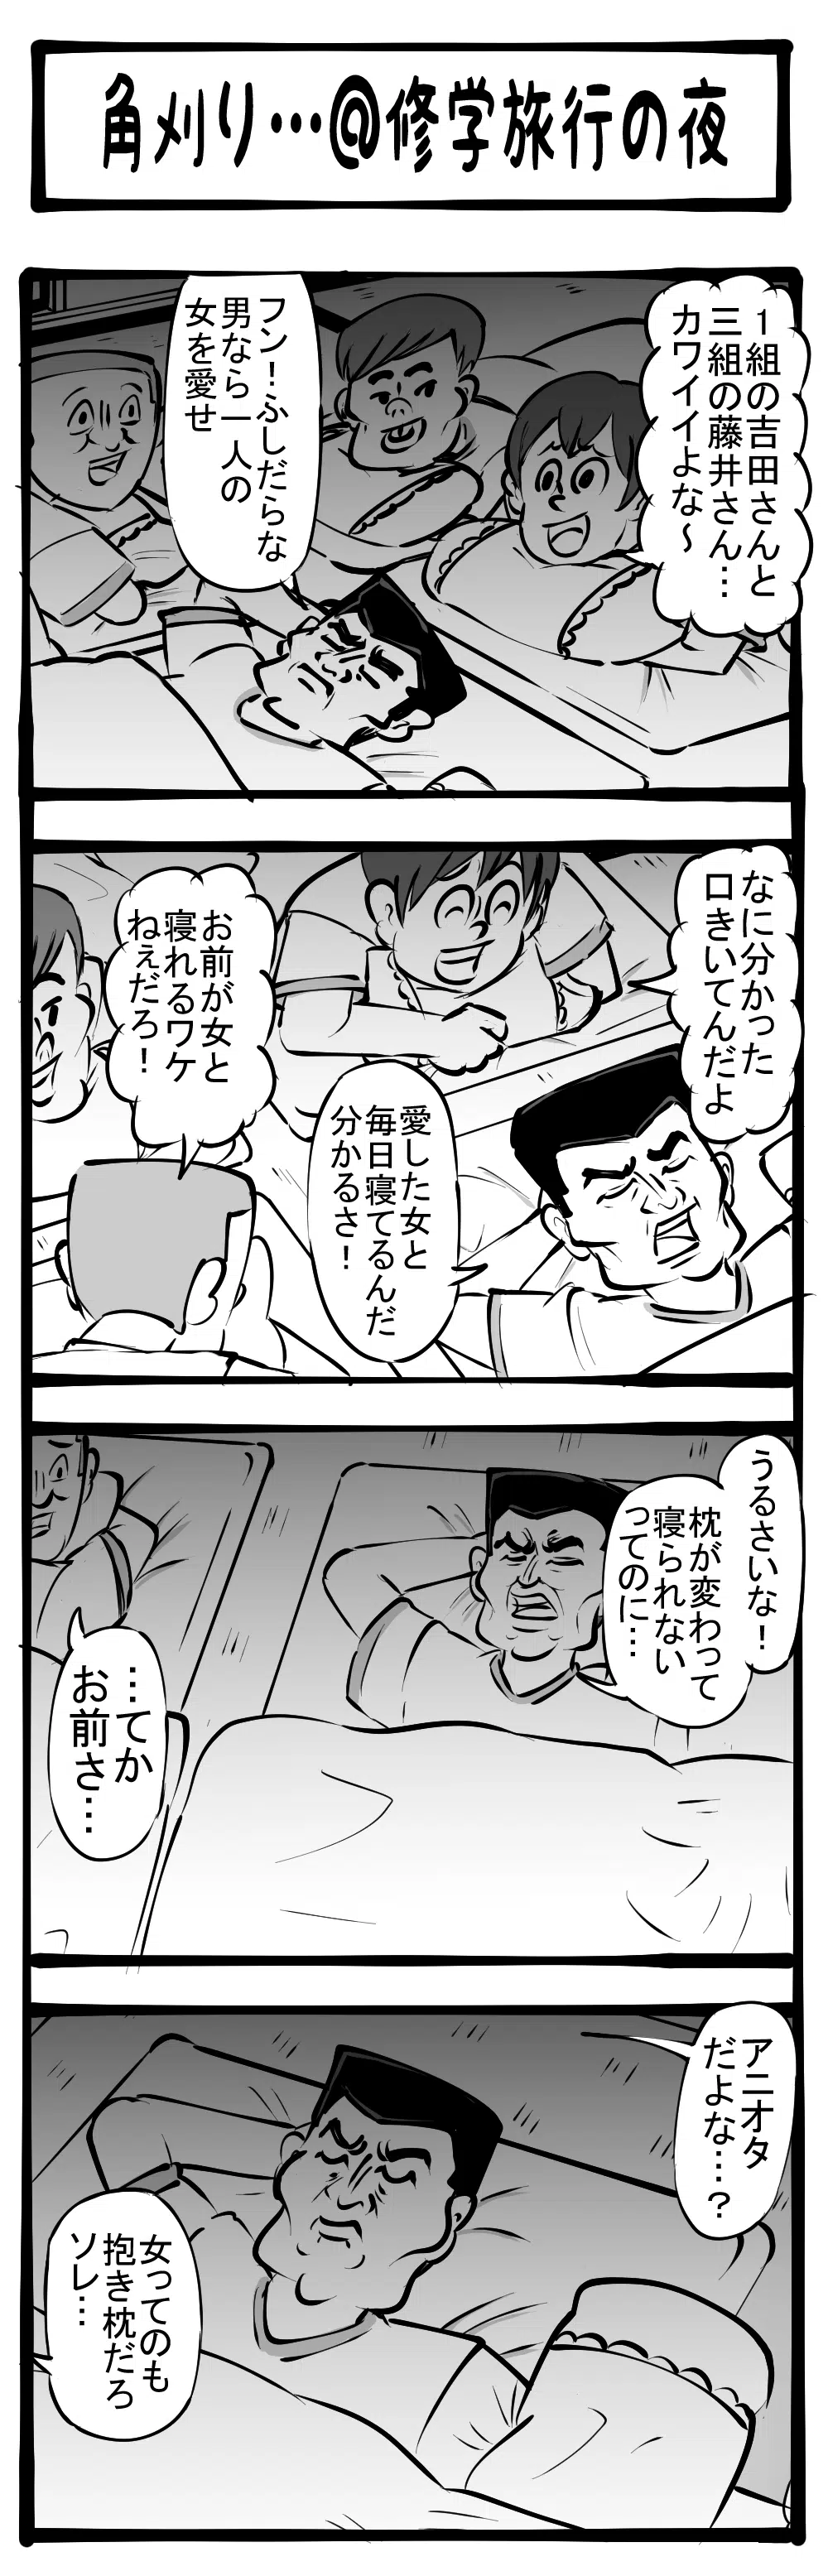 角刈り…@修学旅行の夜
1組の吉田さんと
三組の藤井さん…
カワイイよな〜
フン！ふしだらな
男なら一人の
女を愛せ
なに分かった
口きいてんだよ
お前が女と
寝れるワケ
ねぇだろ！
愛した女と
毎日寝てるんだ
分かるさ！
うるさいな！
枕が変わって
寝られない
ってのに…
…てか
お前さ…
アニオタ
だよな…？
女ってのも
抱き枕だろ
ソレ…